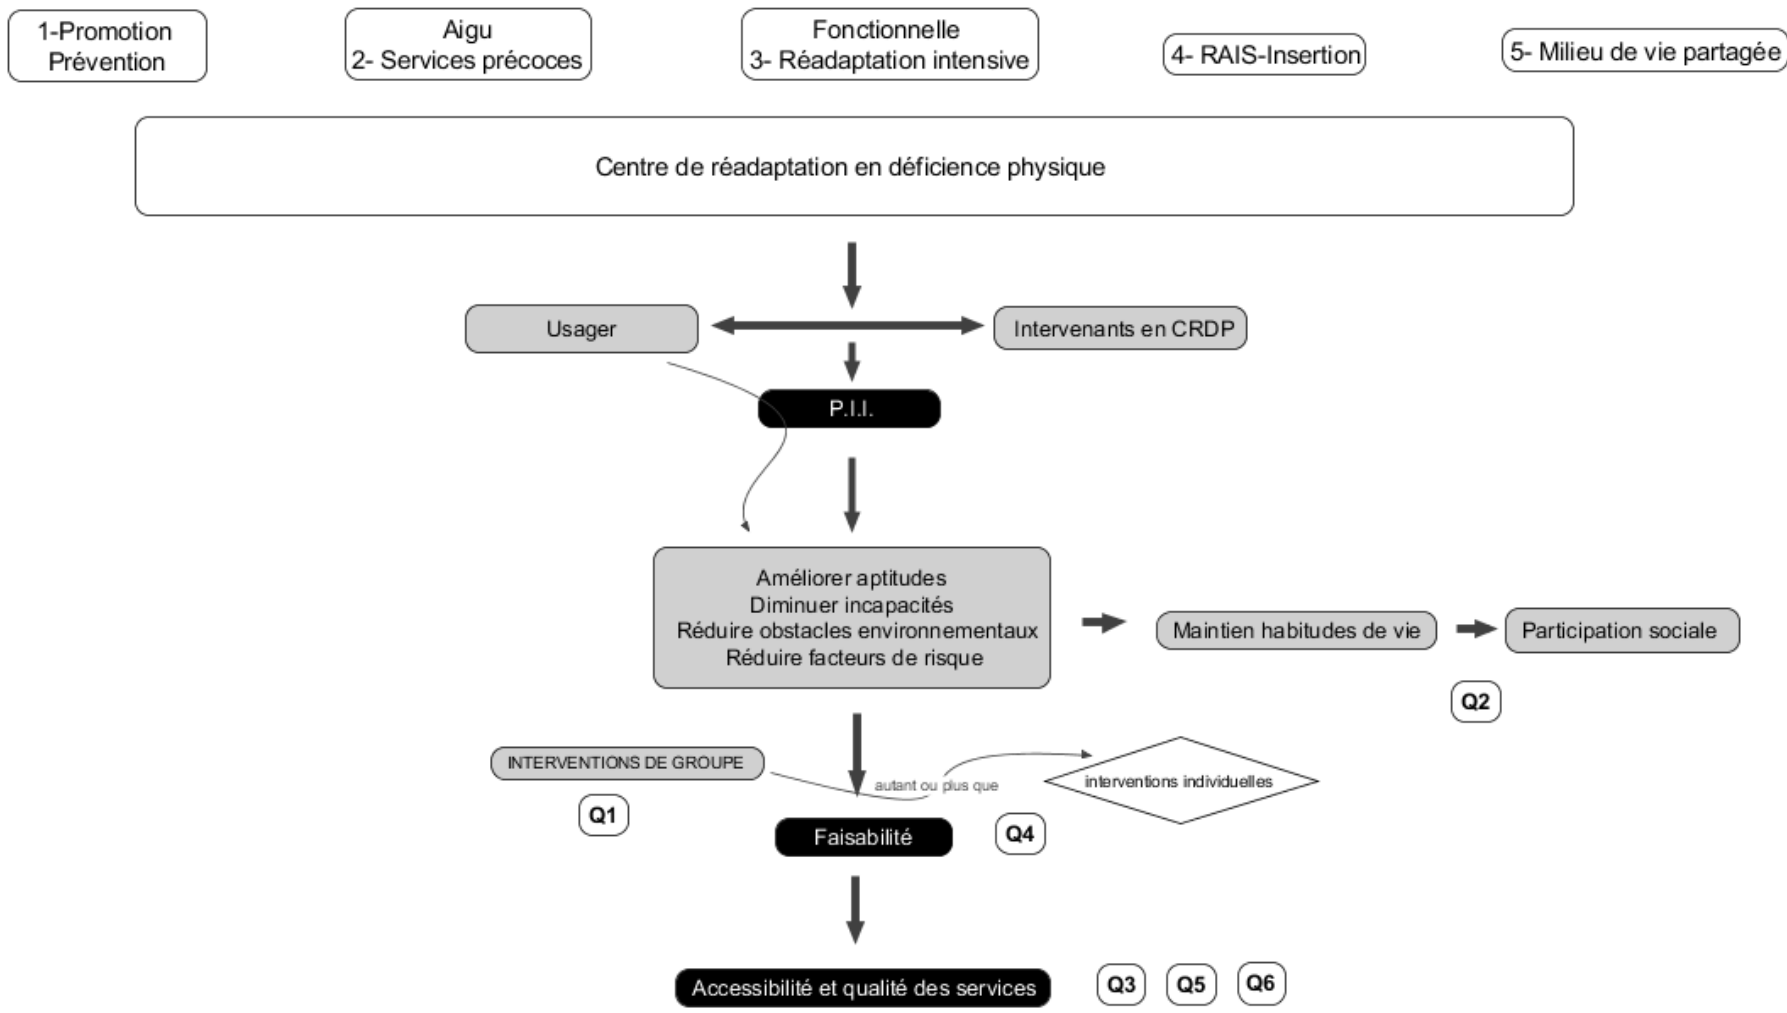 1-Promotion
Prévention
Aigu
2- Services précoces
Fonctionnelle
3- Réadaptation intensive
4- RAIS-Insertion
5- Milieu de vie partagée
Centre de réadaptation en déficience physique
Usager
Intervenants en CRDP
P.I.I.
Améliorer aptitudes
Diminuer incapacités
Réduire obstacles environnementaux
Réduire facteurs de risque
Maintien habitudes de vie
Participation sociale
Q2
INTERVENTIONS DE GROUPE
autant ou plus que
interventions individuelles
Q1
Faisabilité
Q4
Accessibilité et qualité des services
Q3
Q5
Q6